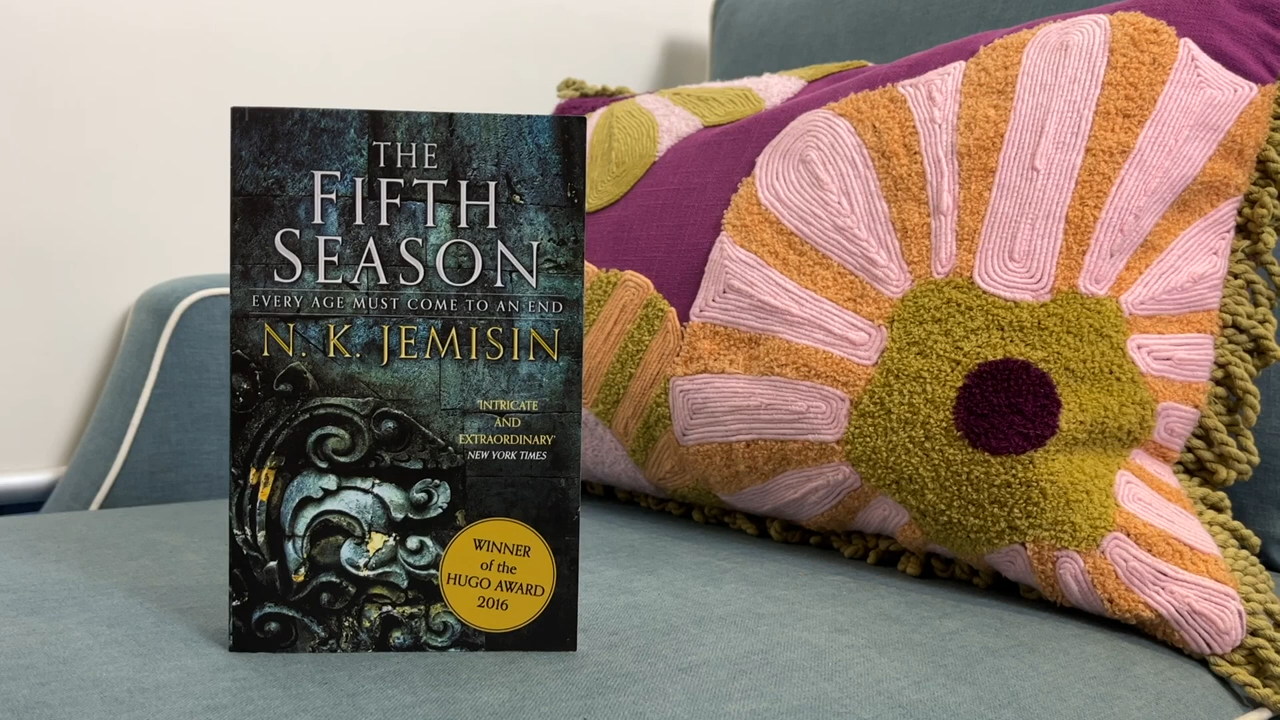 THE
FIFTH
SEASON
EVERY AGE MUST COME TO AN END
N. K. JEMISIN
'INTRICATE
AND
EXTRAORDINARY'
NEW YORK TIMES
WINNER
of the
HUGO AWARD
2016